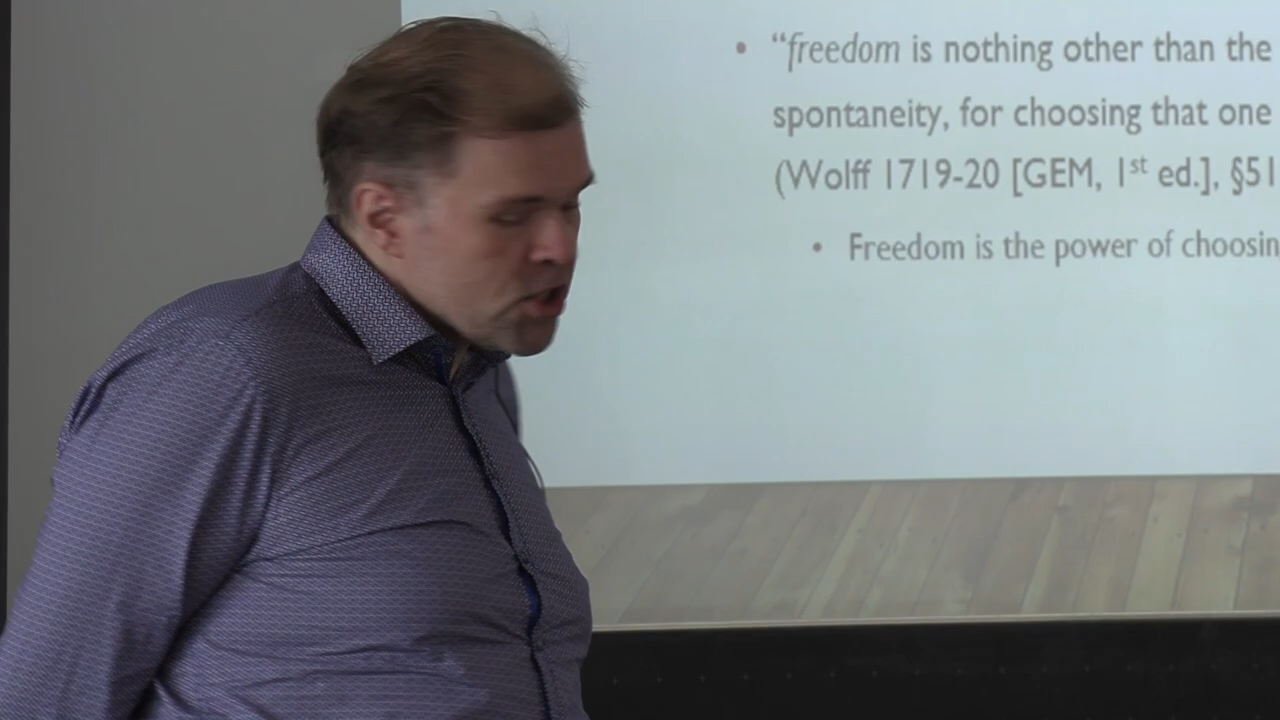 • “freedom is nothing other than the
spontaneity, for choosing that one
(Wolff 1719-20 [GEM, 1st ed.], §51
• Freedom is the power of choosin